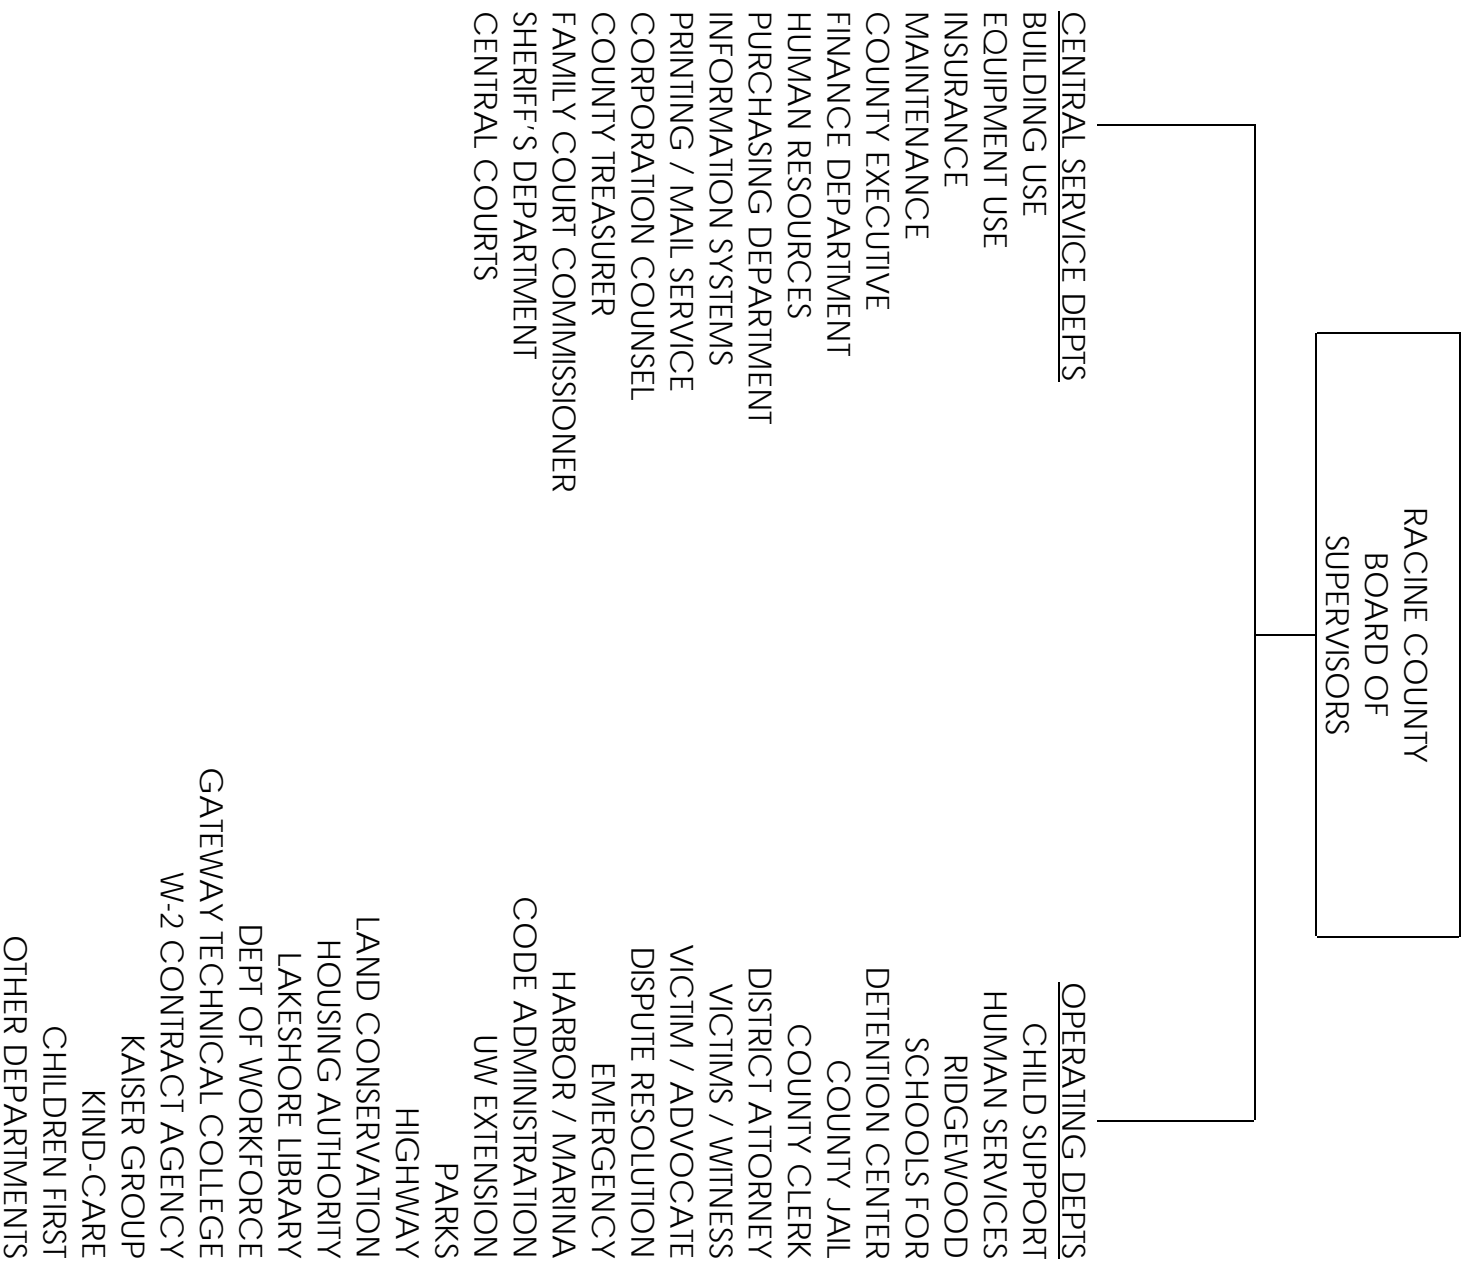 RACINE COUNTY
BOARD OF
SUPERVISORS
CENTRAL SERVICE DEPTS
BUILDING USE
EQUIPMENT USE
INSURANCE
MAINTENANCE
COUNTY EXECUTIVE
FINANCE DEPARTMENT
HUMAN RESOURCES
PURCHASING DEPARTMENT
INFORMATION SYSTEMS
PRINTING / MAIL SERVICE
CORPORATION COUNSEL
COUNTY TREASURER
FAMILY COURT COMMISSIONER
SHERIFF'S DEPARTMENT
CENTRAL COURTS
OPERATING DEPTS
CHILD SUPPORT
HUMAN SERVICES
RIDGEWOOD
SCHOOLS FOR
DETENTION CENTER
COUNTY JAIL
COUNTY CLERK
DISTRICT ATTORNEY
VICTIMS / WITNESS
VICTIM / ADVOCATE
DISPUTE RESOLUTION
EMERGENCY
HARBOR / MARINA
CODE ADMINISTRATION
UW EXTENSION
PARKS
HIGHWAY
LAND CONSERVATION
HOUSING AUTHORITY
LAKESHORE LIBRARY
DEPT OF WORKFORCE
GATEWAY TECHNICAL COLLEGE
W-2 CONTRACT AGENCY
KAISER GROUP
KIND-CARE
CHILDREN FIRST
OTHER DEPARTMENTS